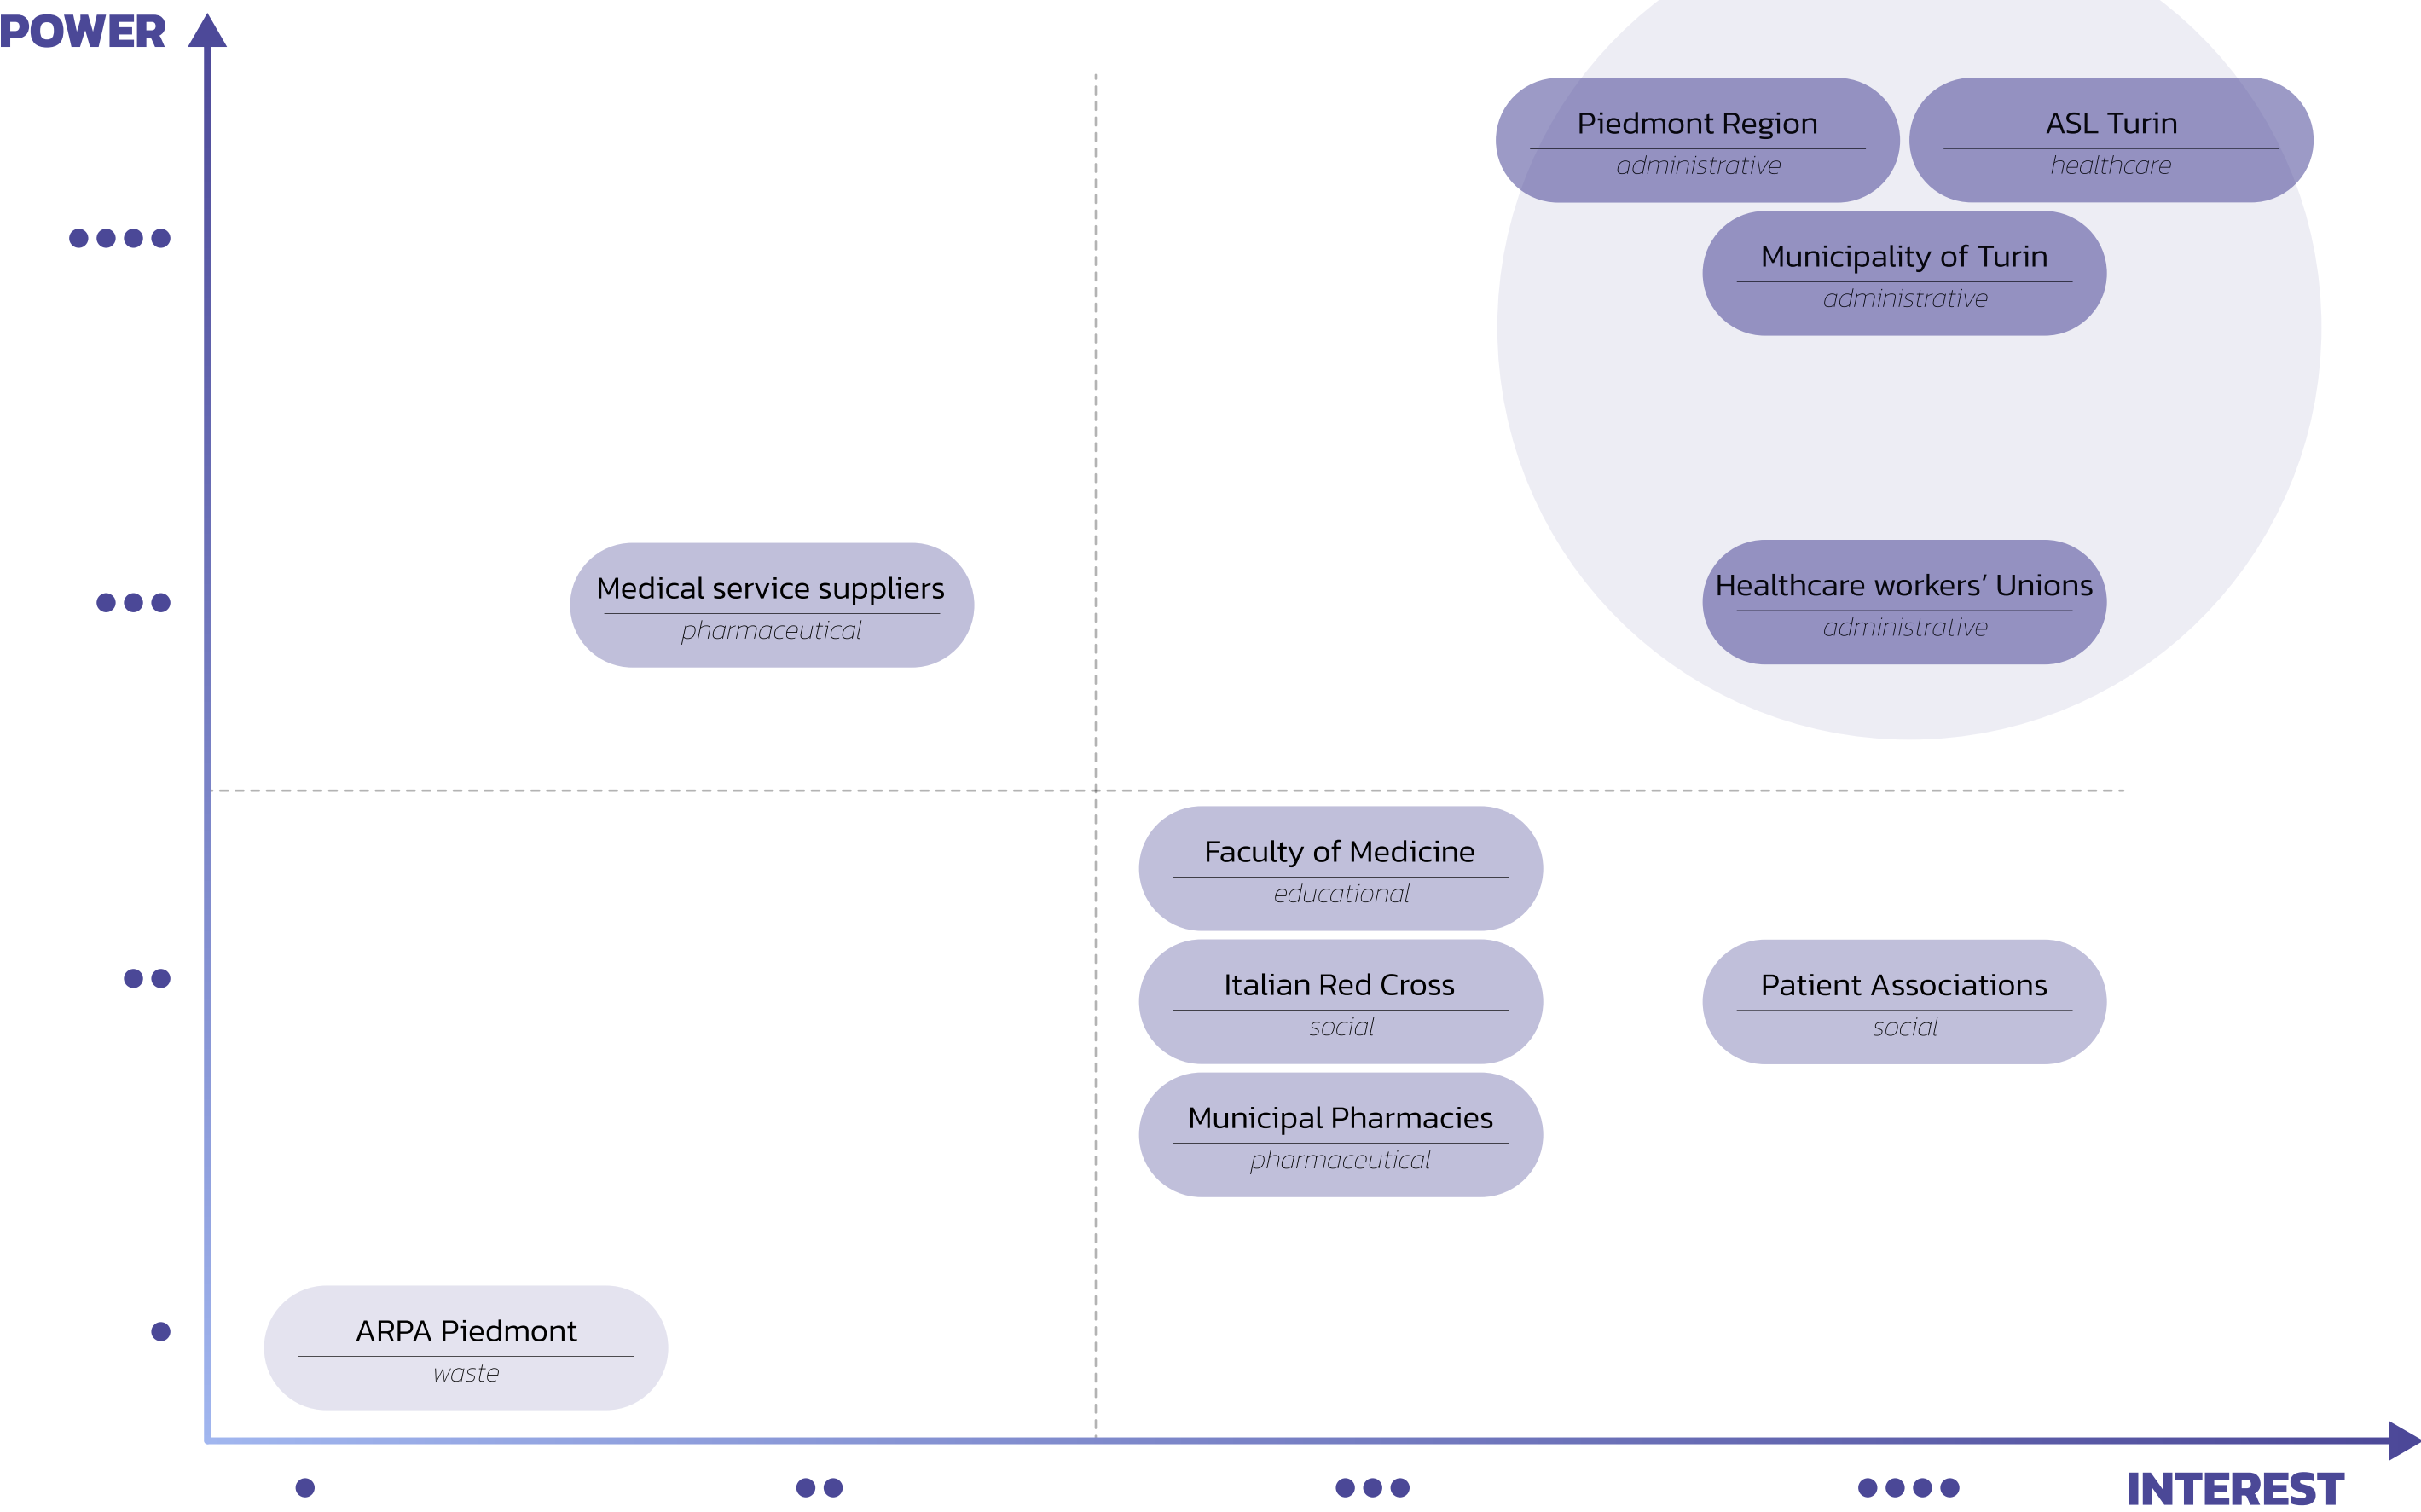 POWER
Piedmont Region
administrative
ASL Turin
healthcare
Municipality of Turin
administrative
Medical service suppliers
pharmaceutical
Healthcare workers’ Unions
administrative
Faculty of Medicine
educational
Italian Red Cross
social
Patient Associations
social
Municipal Pharmacies
pharmaceutical
ARPA Piedmont
waste
INTEREST